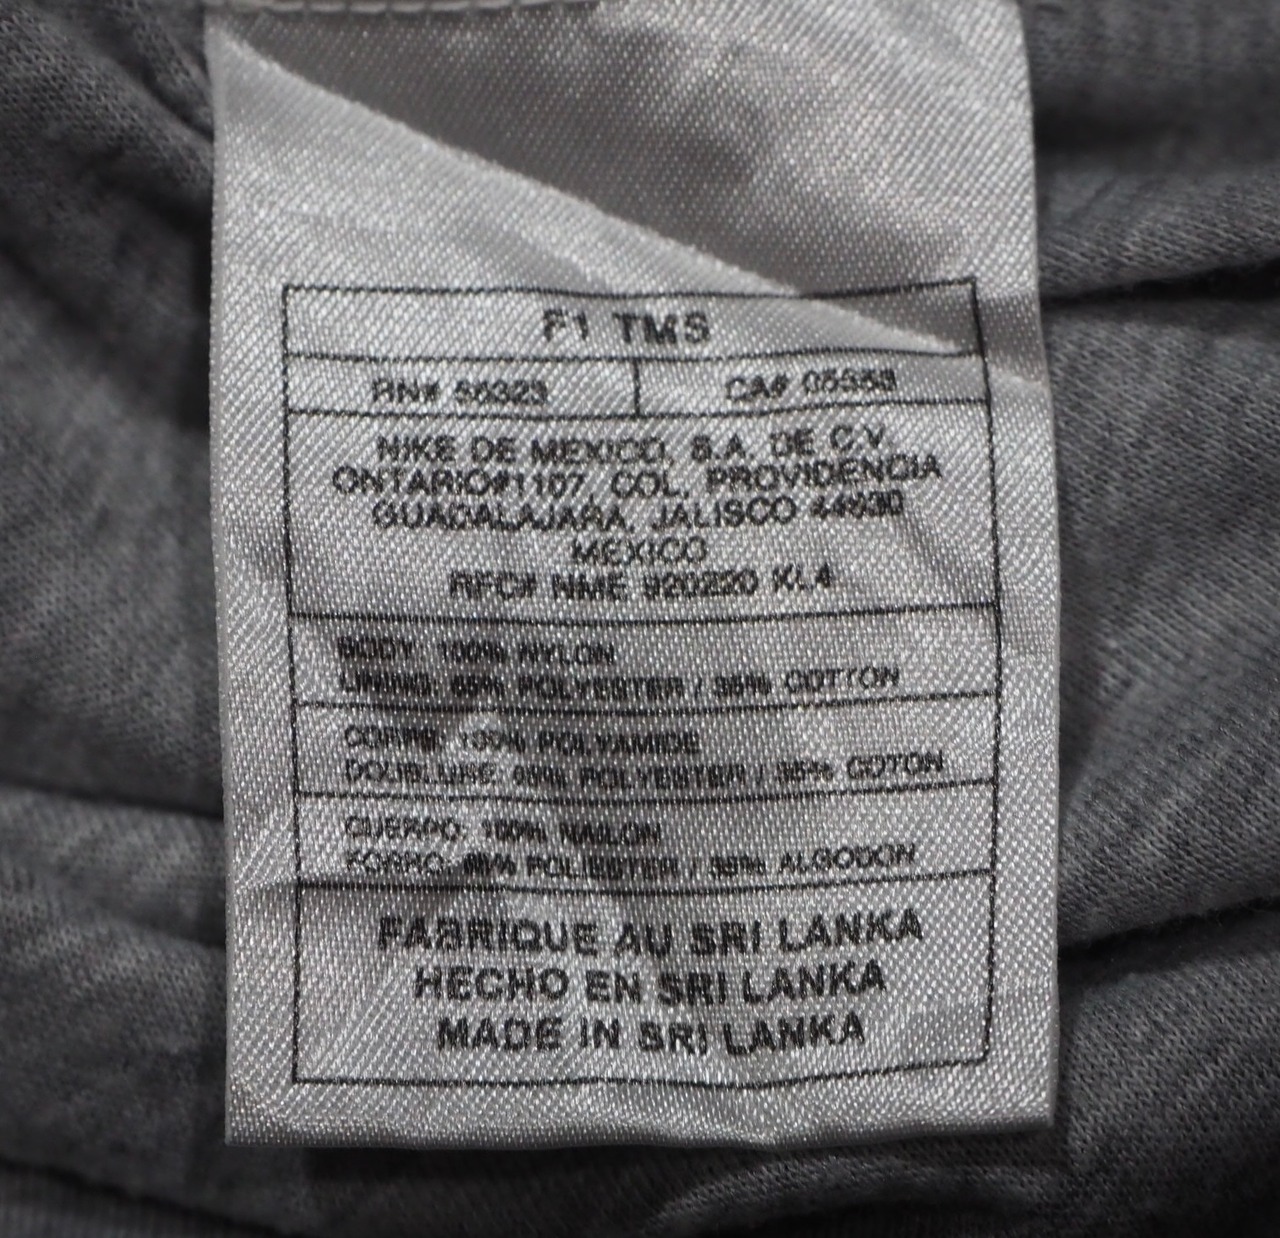 F1 TMS
RN# 56323 CA# 05553
NIKE DE MEXICO, S.A. DE C.V.
ONTARIO#1107, COL. PROVIDENCIA
GUADALAJARA, JALISCO 44630
MEXICO
RFC# NME 920220 KL4
BODY: 100% NYLON
LINING: 65% POLYESTER / 35% COTTON
CORPS: 100% POLYAMIDE
DOUBLURE: 65% POLYESTER / 35% COTON
CUERPO: 100% NAILON
FORRO: 65% POLIESTER / 35% ALGODON
FABRIQUE AU SRI LANKA
HECHO EN SRI LANKA
MADE IN SRI LANKA